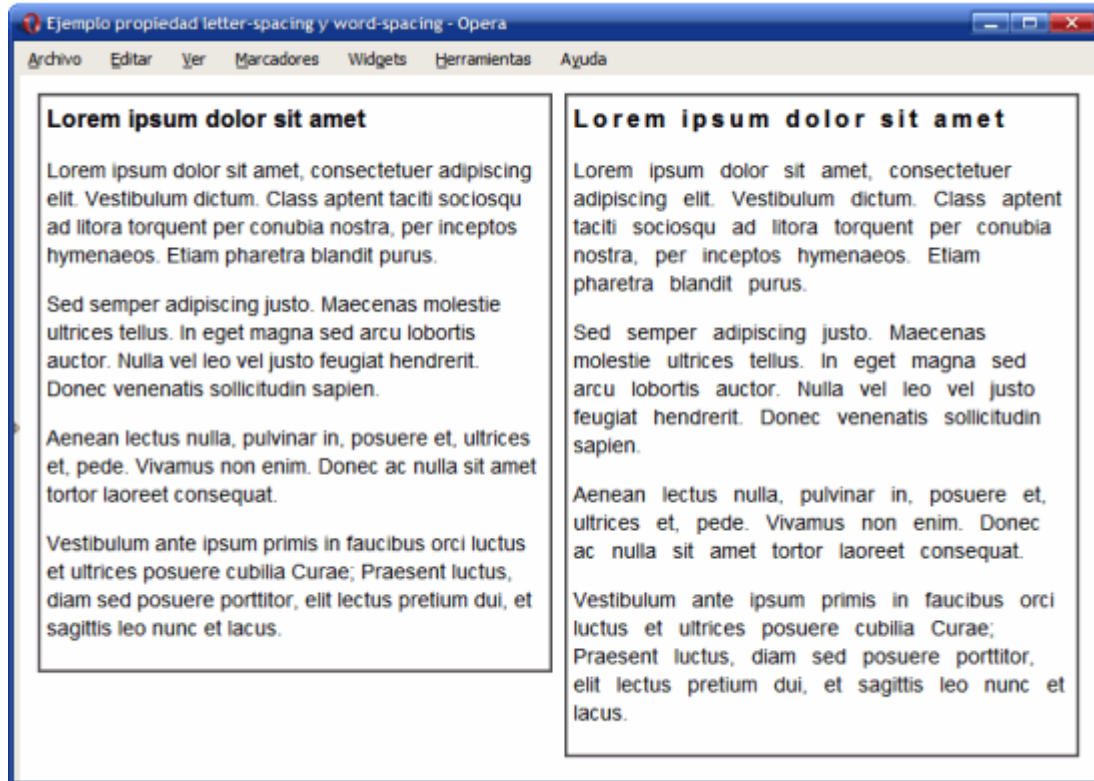 Ejemplo propiedad letter-spacing y word-spacing - Opera
Archivo Editar Ver Marcadores Widgets Herramientas Ayuda
Lorem ipsum dolor sit amet
Lorem ipsum dolor sit amet, consectetuer adipiscing
elit. Vestibulum dictum. Class aptent taciti sociosqu
ad litora torquent per conubia nostra, per inceptos
hymenaeos. Etiam pharetra blandit purus.
Sed semper adipiscing justo. Maecenas molestie
ultrices tellus. In eget magna sed arcu lobortis
auctor. Nulla vel leo vel justo feugiat hendrerit.
Donec venenatis sollicitudin sapien.
Aenean lectus nulla, pulvinar in, posuere et, ultrices
et, pede. Vivamus non enim. Donec ac nulla sit amet
tortor laoreet consequat.
Vestibulum ante ipsum primis in faucibus orci luctus
et ultrices posuere cubilia Curae; Praesent luctus,
diam sed posuere porttitor, elit lectus pretium dui, et
sagittis leo nunc et lacus.
Lorem ipsum dolor sit amet
Lorem ipsum dolor sit amet, consectetuer
adipiscing elit. Vestibulum dictum. Class aptent
taciti sociosqu ad litora torquent per conubia
nostra, per inceptos hymenaeos. Etiam
pharetra blandit purus.
Sed semper adipiscing justo. Maecenas
molestie ultrices tellus. In eget magna sed
arcu lobortis auctor. Nulla vel leo vel justo
feugiat hendrerit. Donec venenatis sollicitudin
sapien.
Aenean lectus nulla, pulvinar in, posuere et,
ultrices et, pede. Vivamus non enim. Donec
ac nulla sit amet tortor laoreet consequat.
Vestibulum ante ipsum primis in faucibus orci
luctus et ultrices posuere cubilia Curae;
Praesent luctus, diam sed posuere porttitor,
elit lectus pretium dui, et sagittis leo nunc et
lacus.